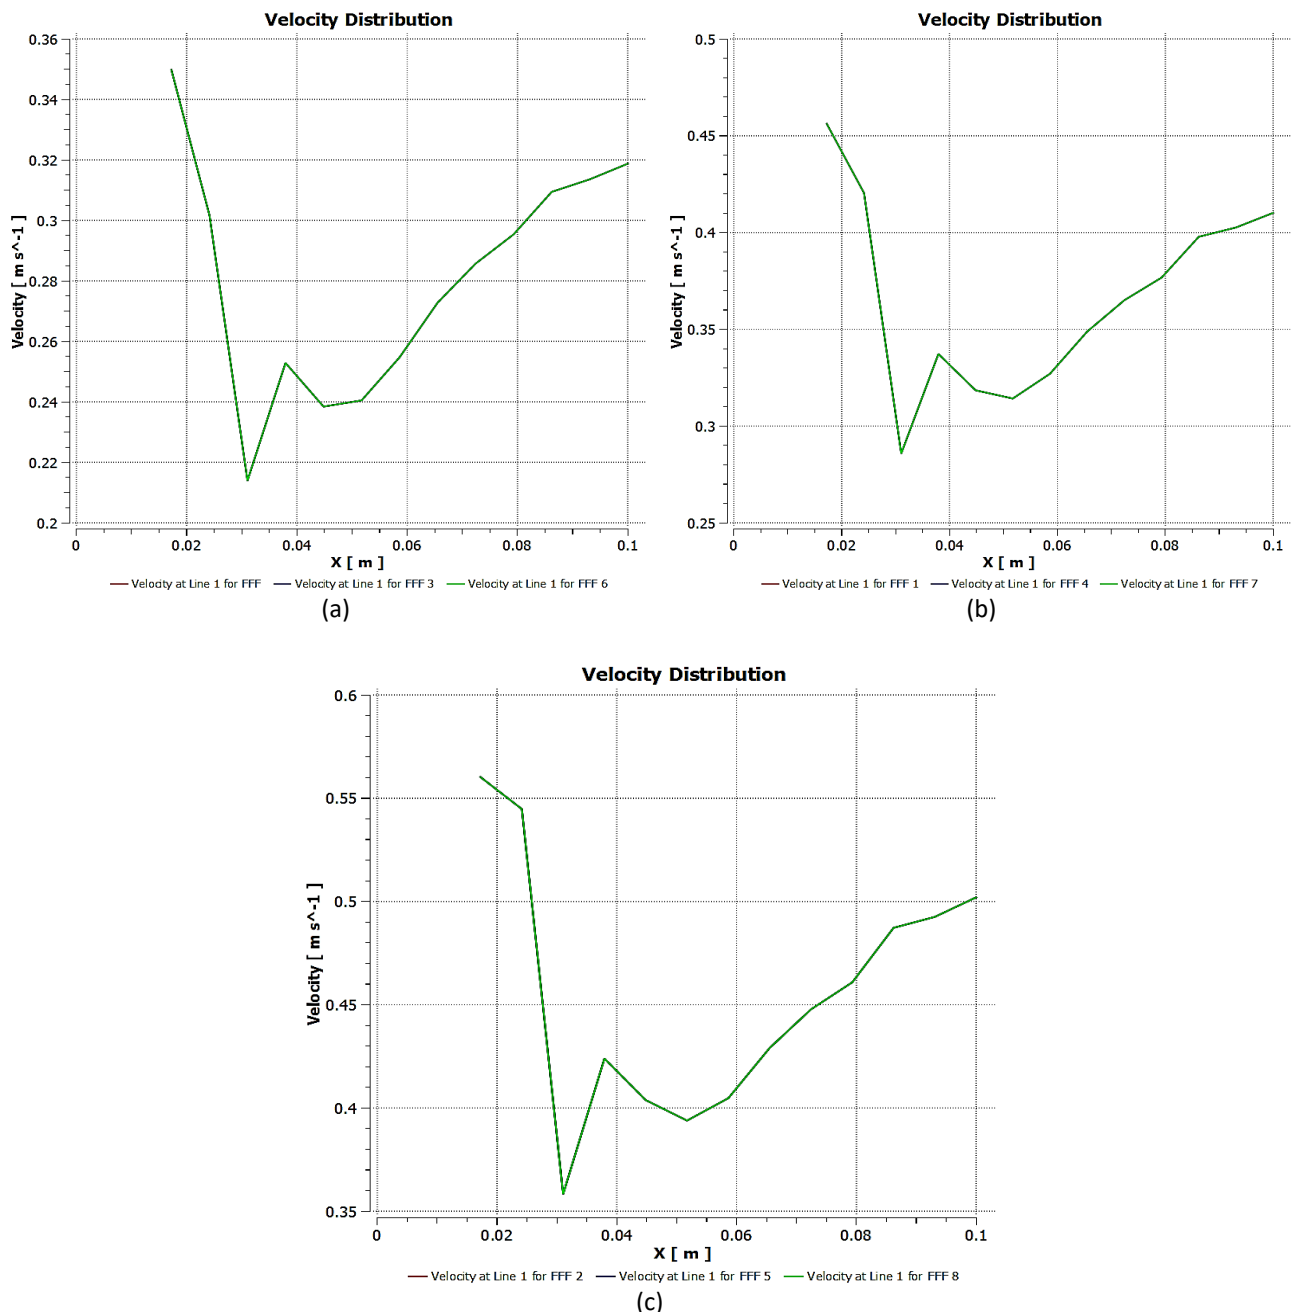 Velocity Distribution
0.36
0.34
0.32
0.3
0.28
0.26
0.24
0.22
0.2
Velocity [ m s^-1 ]
0 0.02 0.04 0.06 0.08 0.1
X [ m ]
Velocity at Line 1 for FFF Velocity at Line 1 for FFF 3 Velocity at Line 1 for FFF 6
(a)
Velocity Distribution
0.5
0.45
0.4
0.35
0.3
0.25
Velocity [ m s^-1 ]
0 0.02 0.04 0.06 0.08 0.1
X [ m ]
Velocity at Line 1 for FFF 1 Velocity at Line 1 for FFF 4 Velocity at Line 1 for FFF 7
(b)
Velocity Distribution
0.6
0.55
0.5
0.45
0.4
0.35
Velocity [ m s^-1 ]
0 0.02 0.04 0.06 0.08 0.1
X [ m ]
Velocity at Line 1 for FFF 2 Velocity at Line 1 for FFF 5 Velocity at Line 1 for FFF 8
(c)